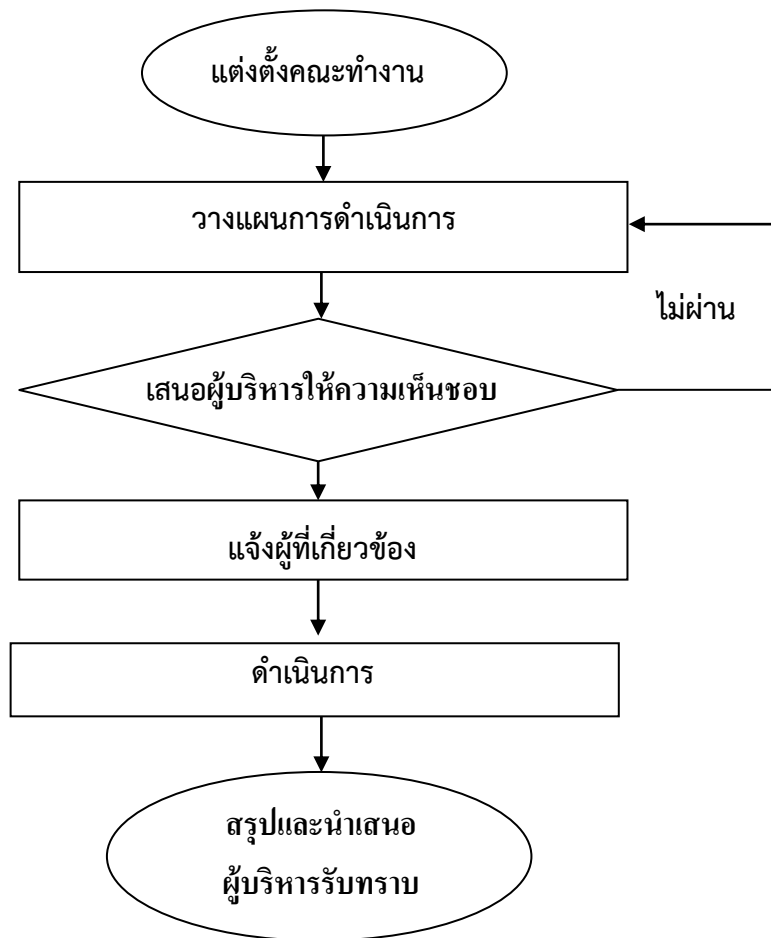 แต่งตั้งคณะทำงาน
วางแผนการดำเนินการ
ไม่ผ่าน
เสนอผู้บริหารให้ความเห็นชอบ
แจ้งผู้ที่เกี่ยวข้อง
ดำเนินการ
สรุปและนำเสนอ
ผู้บริหารรับทราบ